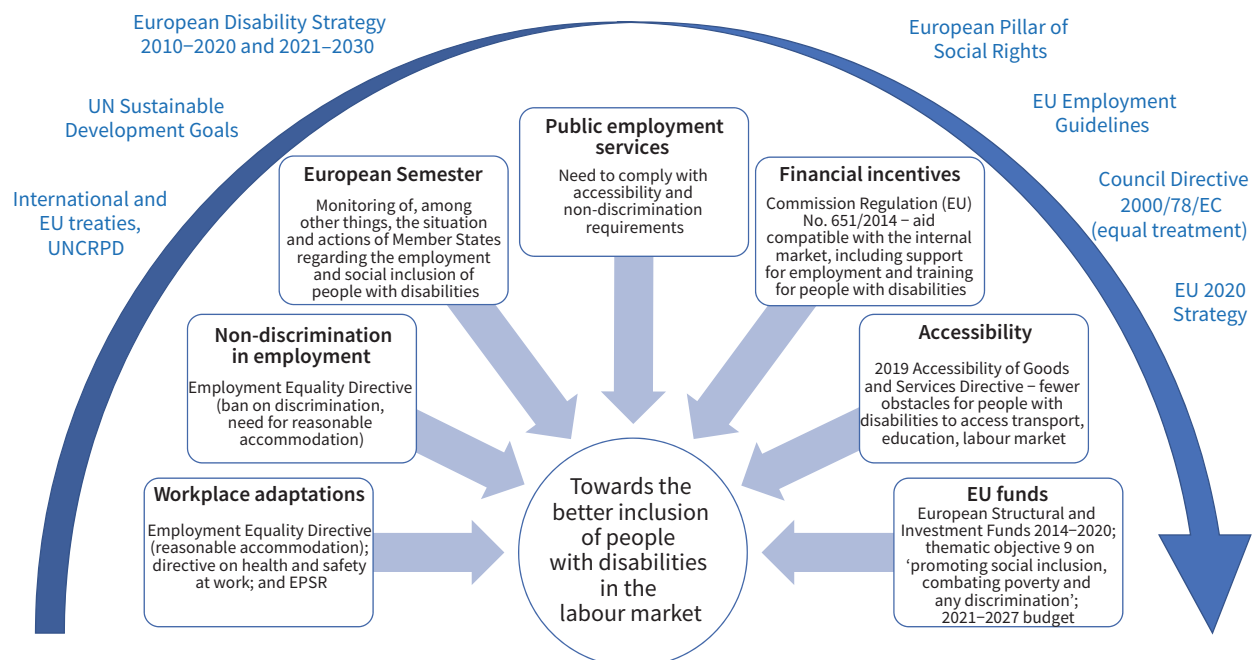 European Disability Strategy
2010–2020 and 2021–2030
European Pillar of
Social Rights
UN Sustainable
Development Goals
EU Employment
Guidelines
International and
EU treaties,
UNCRPD
Council Directive
2000/78/EC
(equal treatment)
EU 2020
Strategy
Public employment
services
Need to comply with
accessibility and
non-discrimination
requirements
European Semester
Monitoring of, among
other things, the situation
and actions of Member States
regarding the employment
and social inclusion of
people with disabilities
Financial incentives
Commission Regulation (EU)
No. 651/2014 – aid
compatible with the internal
market, including support
for employment and training
for people with disabilities
Non-discrimination
in employment
Employment Equality Directive
(ban on discrimination,
need for reasonable
accommodation)
Accessibility
2019 Accessibility of Goods
and Services Directive – fewer
obstacles for people with
disabilities to access transport,
education, labour market
Workplace adaptations
Employment Equality Directive
(reasonable accommodation);
directive on health and safety
at work; and EPSR
Towards the
better inclusion
of people
with disabilities
in the
labour market
EU funds
European Structural and
Investment Funds 2014–2020;
thematic objective 9 on
‘promoting social inclusion,
combating poverty and
any discrimination’;
2021–2027 budget